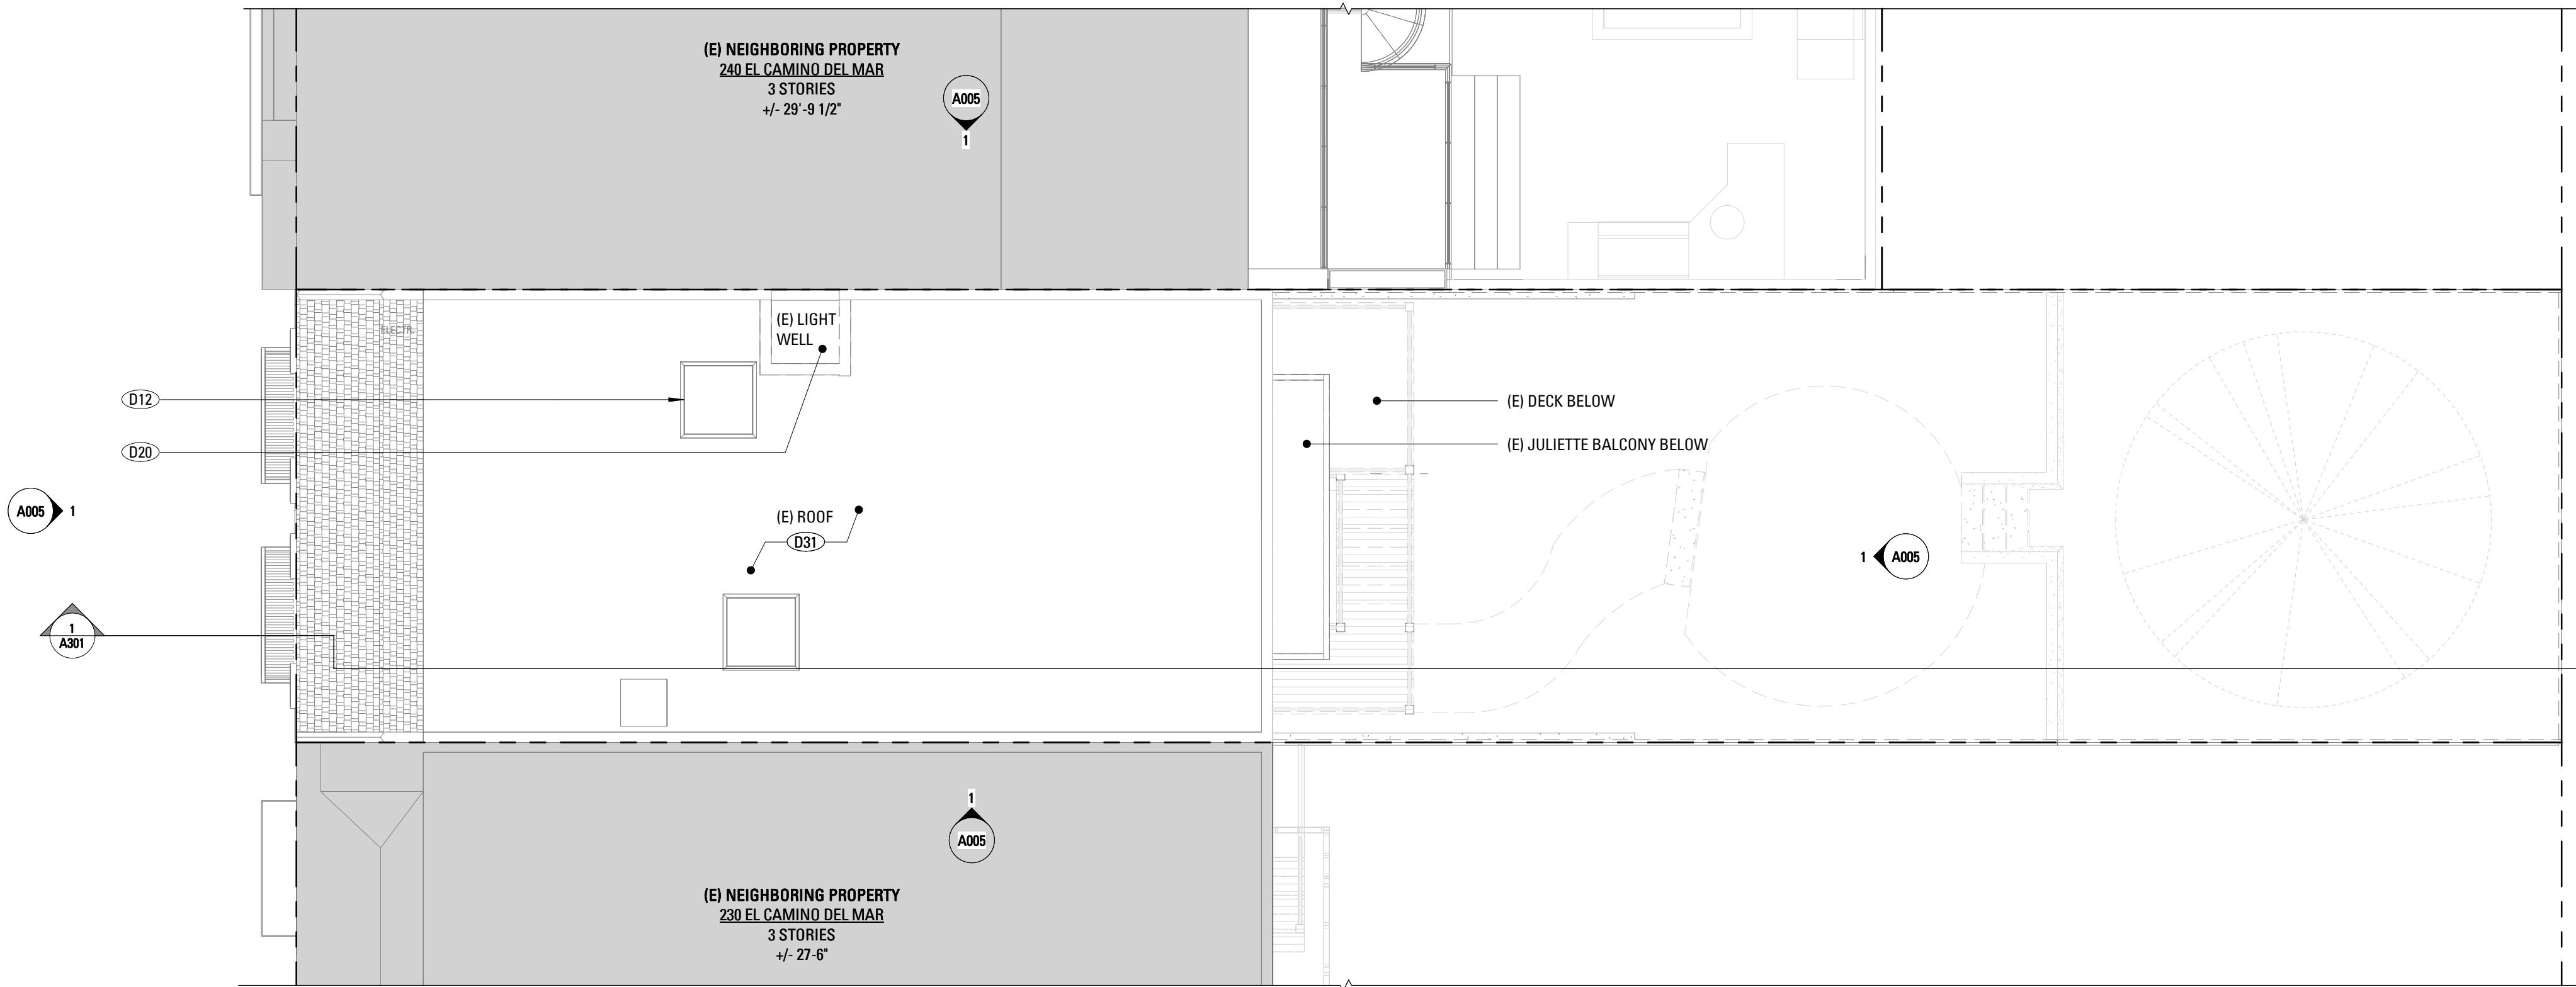 (E) NEIGHBORING PROPERTY
240 EL CAMINO DEL MAR
3 STORIES
+/- 29'-9 1/2"
A005
1
ELECTR.
(E) LIGHT
WELL
D12
(E) DECK BELOW
D20
(E) JULIETTE BALCONY BELOW
A005
1
(E) ROOF
D31
1
A005
1
A301
1
A005
(E) NEIGHBORING PROPERTY
230 EL CAMINO DEL MAR
3 STORIES
+/- 27-6"